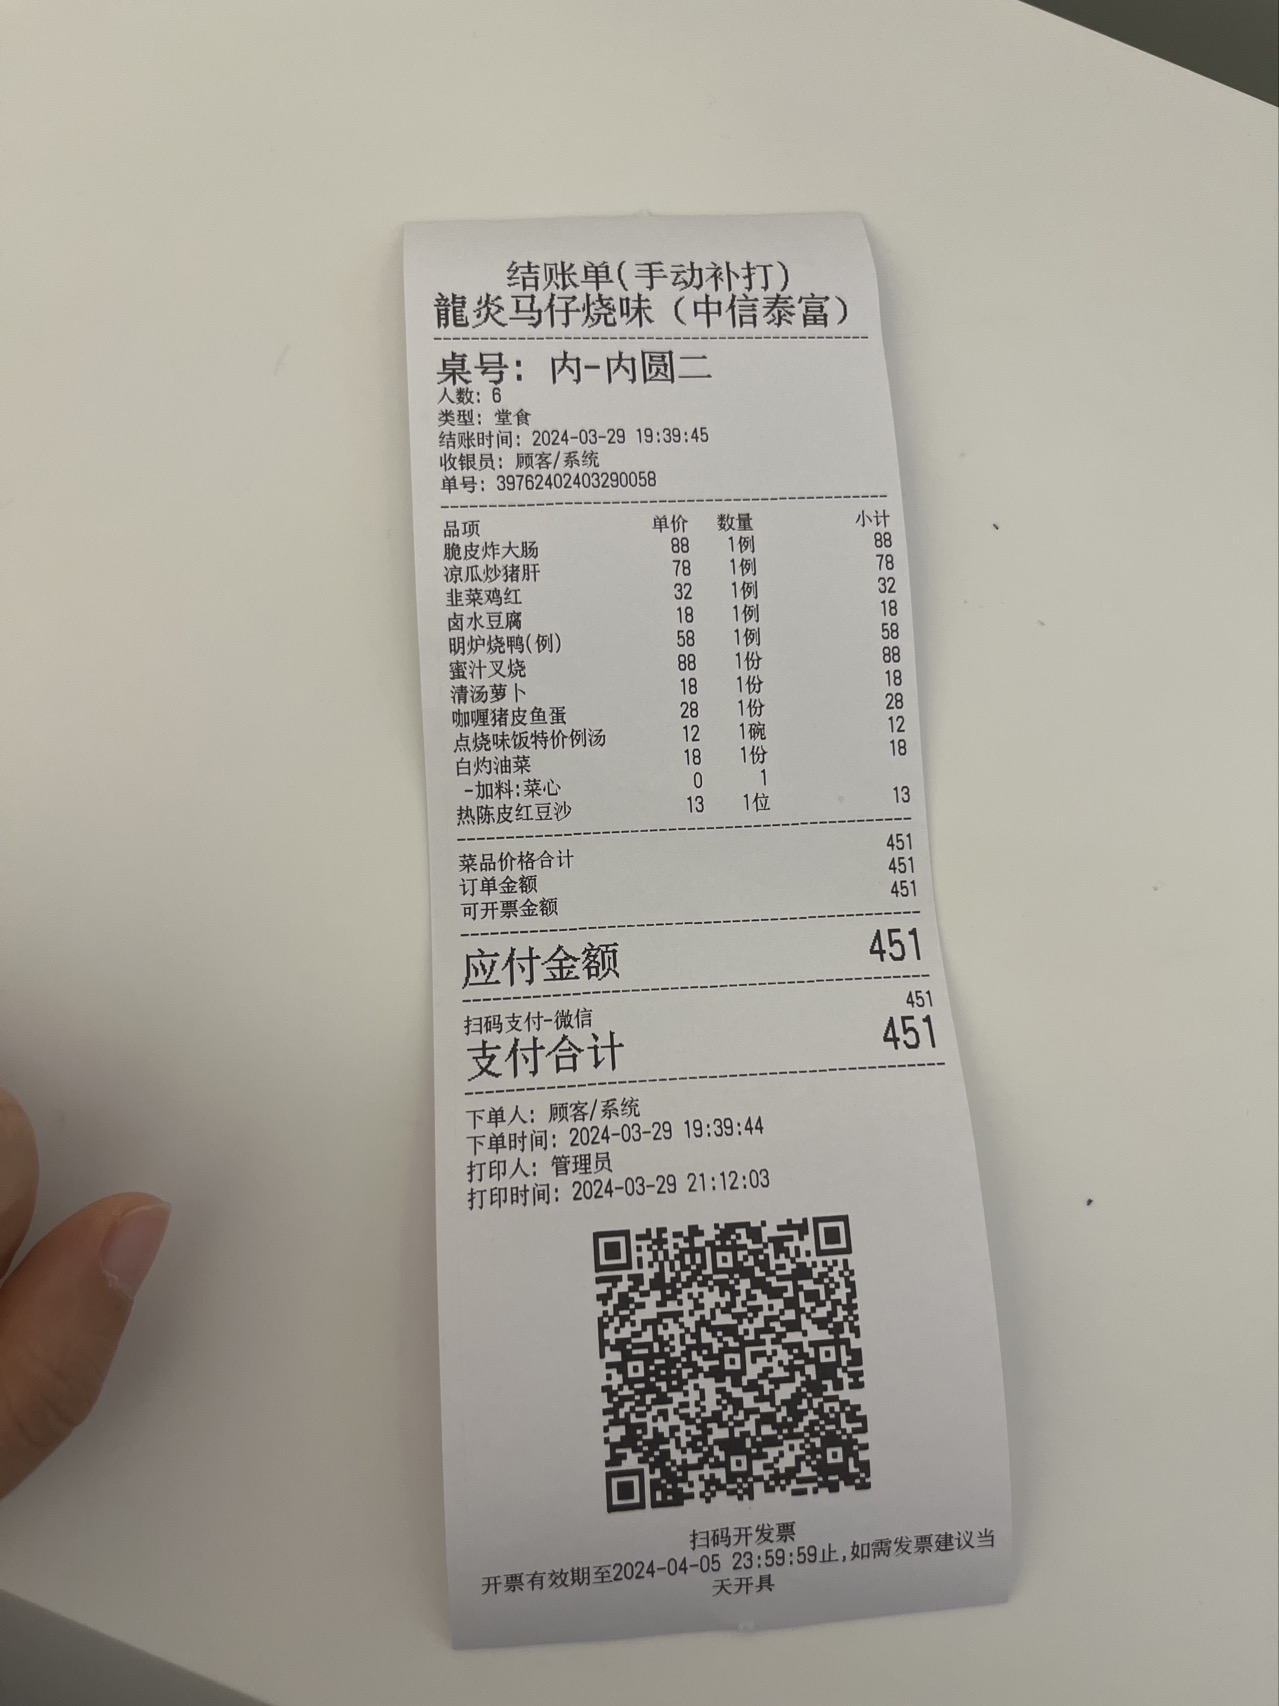 结账单(手动补打)
龍炎马仔烧味（中信泰富）
桌号: 内-内圆二
人数: 6
类型: 堂食
结账时间: 2024-03-29 19:39:45
收银员: 顾客/系统
单号: 39762402403290058
品项 单价 数量 小计
脆皮炸大肠 88 1例 88
凉瓜炒猪肝 78 1例 78
韭菜鸡红 32 1例 32
卤水豆腐 18 1例 18
明炉烧鸭(例) 58 1例 58
蜜汁叉烧 88 1份 88
清汤萝卜 18 1份 18
咖喱猪皮鱼蛋 28 1份 28
点烧味饭特价例汤 12 1碗 12
白灼油菜 18 1份 18
-加料:菜心 0 1
热陈皮红豆沙 13 1位 13
菜品价格合计 451
订单金额 451
可开票金额 451
应付金额 451
扫码支付-微信 451
支付合计 451
下单人: 顾客/系统
下单时间: 2024-03-29 19:39:44
打印人: 管理员
打印时间: 2024-03-29 21:12:03
扫码开发票
开票有效期至2024-04-05 23:59:59止,如需发票建议当
天开具